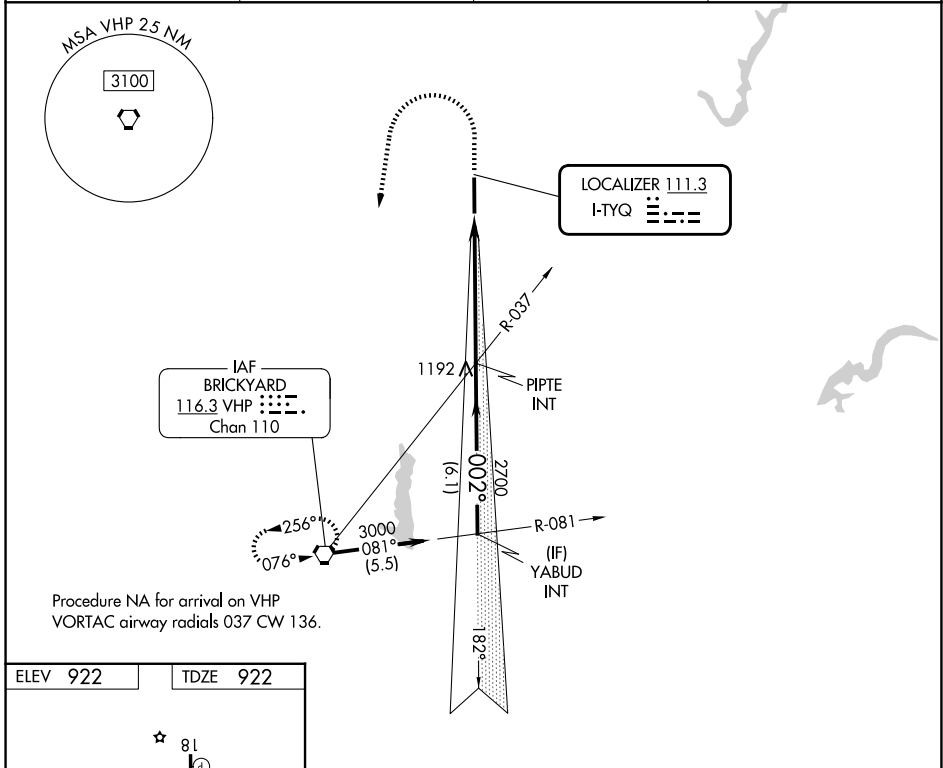 MSA VHP 25 NM
3100
LOCALIZER 111.3
I-TYQ
R-037
1192
PIPTE
INT
IAF
BRICKYARD
116.3 VHP
Chan 110
002°
(6.1)
2700
256°
076°
3000
081°
(5.5)
R-081
(IF)
YABUD
INT
Procedure NA for arrival on VHP
VORTAC airway radials 037 CW 136.
182°
ELEV 922
TDZE 922
18
P